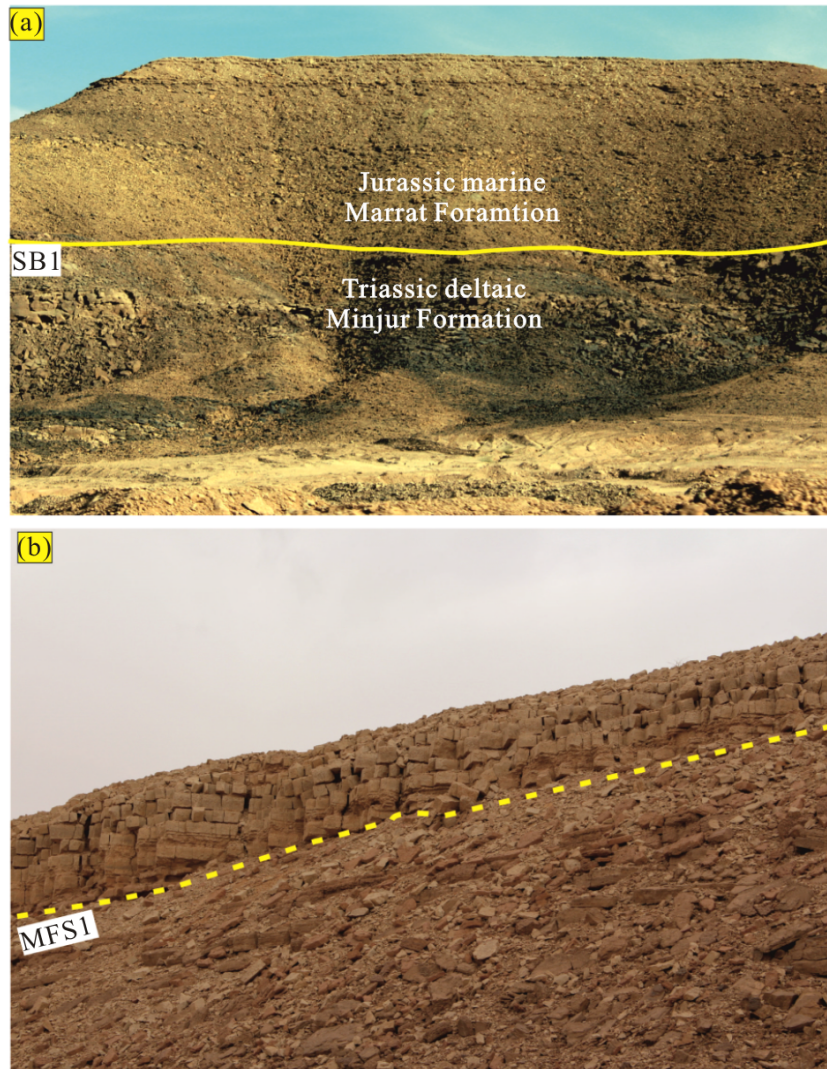 (a)
Jurassic marine
Marrat Foramtion
SB1
Triassic deltaic
Minjur Formation
(b)
MFS1